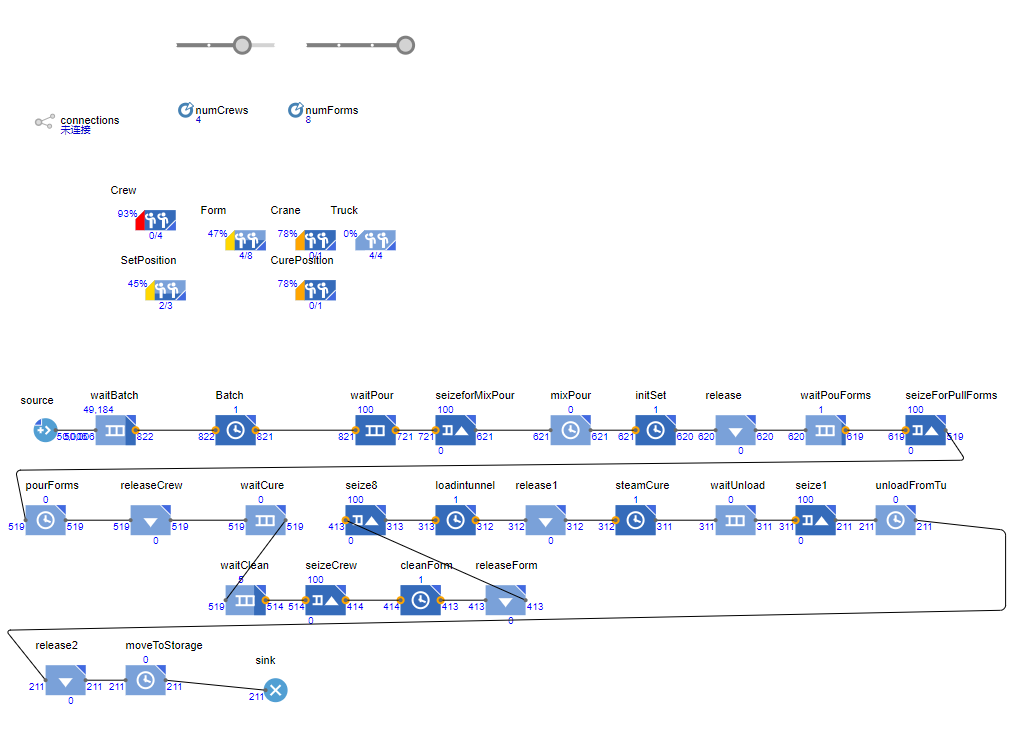 numCrews
4
numForms
8
connections
未连接
Crew
93%
0/4
Form
47%
4/8
Crane
78%
0/1
Truck
0%
4/4
SetPosition
45%
2/3
CurePosition
78%
0/1
source
waitBatch
49,184
822
Batch
1
822
821
waitPour
100
821
721
seizeforMixPour
100
721
621
0
mixPour
0
621
621
initSet
1
621
620
release
620
620
0
waitPouForms
1
620
619
seizeForPullForms
100
619
519
0
pourForms
0
519
519
releaseCrew
519
519
0
waitCure
0
519
519
seize8
100
413
313
0
loadintunnel
1
313
312
release1
312
312
0
steamCure
1
312
311
waitUnload
0
311
311
seize1
100
311
211
0
unloadFromTu
0
211
211
waitClean
5
519
514
seizeCrew
100
514
414
0
cleanForm
1
414
413
releaseForm
413
413
0
release2
211
211
0
moveToStorage
0
211
211
sink
211